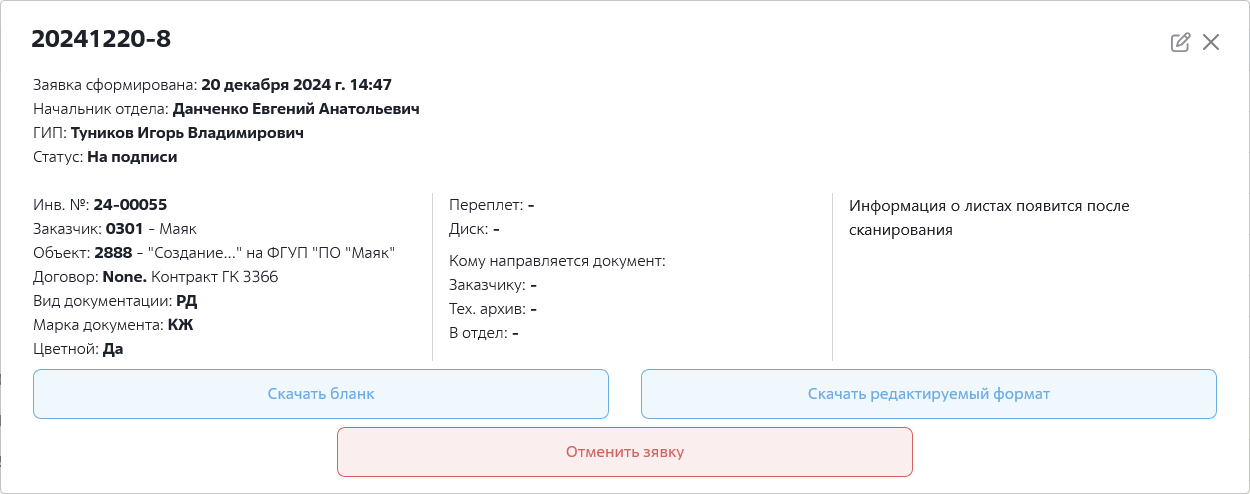 20241220-8
Заявка сформирована: 20 декабря 2024 г. 14:47
Начальник отдела: Данченко Евгений Анатольевич
ГИП: Туников Игорь Владимирович
Статус: На подписи
Инв. №: 24-00055
Заказчик: 0301 - Маяк
Объект: 2888 - "Создание..." на ФГУП "ПО "Маяк"
Договор: None. Контракт ГК 3366
Вид документации: РД
Марка документа: КЖ
Цветной: Да
Переплет: -
Диск: -
Кому направляется документ:
Заказчику: -
Тех. архив: -
В отдел: -
Информация о листах появится после
сканирования
Скачать бланк
Скачать редактируемый формат
Отменить зявку